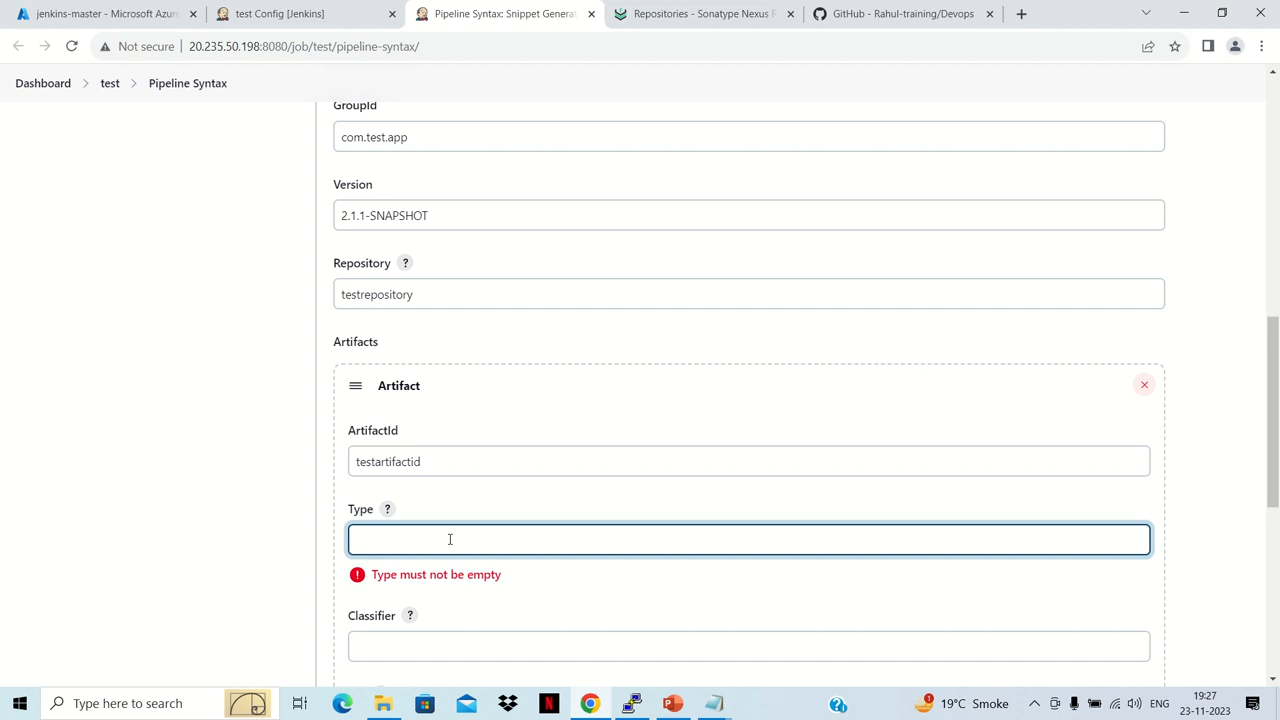 jenkins-master - Microsoft Azur
test Config [Jenkins]
Pipeline Syntax: Snippet Genera
Repositories - Sonatype Nexus R
GitHub - Rahul-training/Devops
Not secure
20.235.50.198:8080/job/test/pipeline-syntax/
Dashboard > test > Pipeline Syntax
GroupId
com.test.app
Version
2.1.1-SNAPSHOT
Repository ?
testrepository
Artifacts
Artifact
ArtifactId
testartifactid
Type ?
Type must not be empty
Classifier ?
Type here to search
19°C Smoke
ENG
19:27
23-11-2023